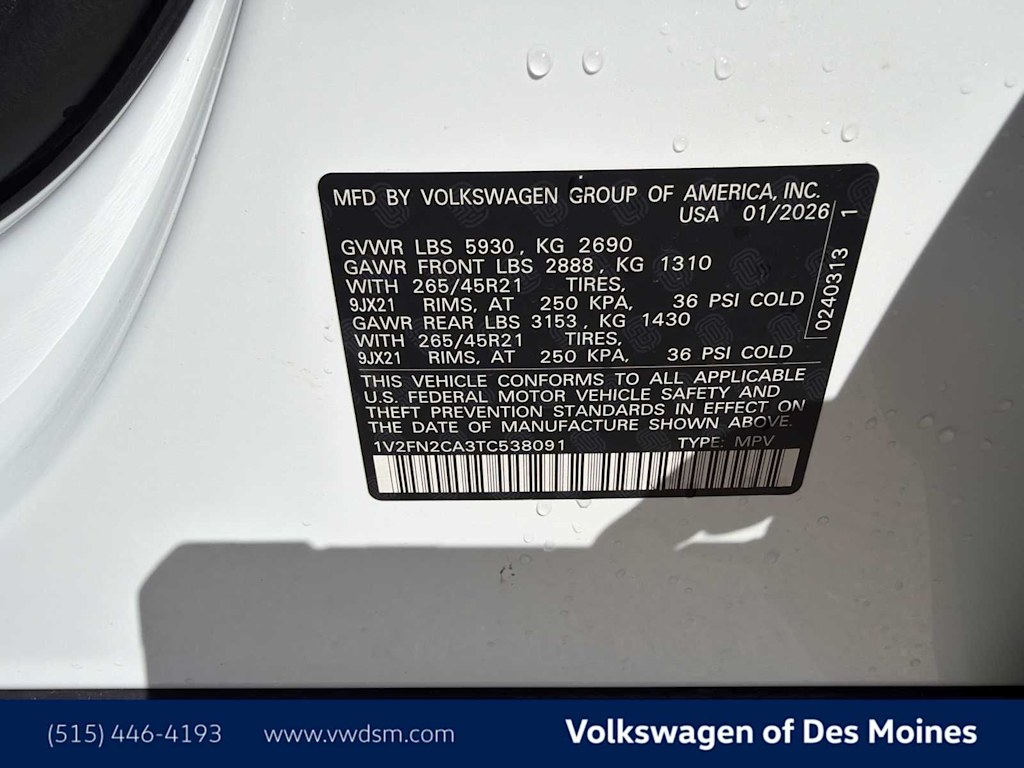 MFD BY VOLKSWAGEN GROUP OF AMERICA, INC.
USA 01/2026
GVWR LBS 5930, KG 2690
GAWR FRONT LBS 2888, KG 1310
WITH 265/45R21 TIRES,
9JX21 RIMS, AT 250 KPA, 36 PSI COLD
GAWR REAR LBS 3153, KG 1430
WITH 265/45R21 TIRES,
9JX21 RIMS, AT 250 KPA, 36 PSI COLD
0240313 1
THIS VEHICLE CONFORMS TO ALL APPLICABLE
U.S. FEDERAL MOTOR VEHICLE SAFETY AND
THEFT PREVENTION STANDARDS IN EFFECT ON
THE DATE OF MANUFACTURE SHOWN ABOVE.
1V2FN2CA3TC538091 TYPE: MPV
(515) 446-4193 www.vwdsm.com Volkswagen of Des Moines